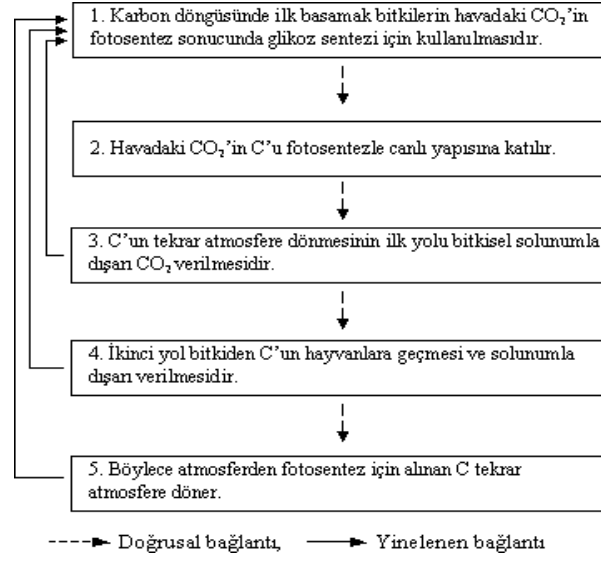 1. Karbon döngüsünde ilk basamak bitkilerin havadaki CO₂'in
fotosentez sonucunda glikoz sentezi için kullanılmasıdır.
2. Havadaki CO₂'in C'u fotosentezle canlı yapısına katılır.
3. C'un tekrar atmosfere dönmesinin ilk yolu bitkisel solunumla
dışarı CO₂ verilmesidir.
4. İkinci yol bitkiden C'un hayvanlara geçmesi ve solunumla
dışarı verilmesidir.
5. Böylece atmosferden fotosentez için alınan C tekrar
atmosfere döner.
Doğrusal bağlantı, Yinelenen bağlantı